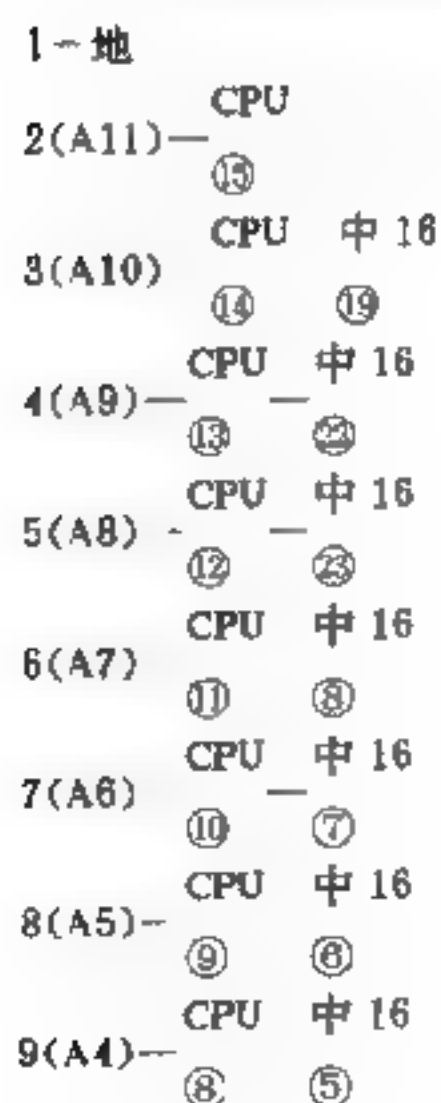 1－地
CPU
2(A11)—
⑮
CPU 中16
3(A10)
⑭ ⑲
CPU 中16
4(A9)— —
⑬ ㉒
CPU 中16
5(A8) - —
⑫ ㉓
CPU 中16
6(A7)
⑪ ⑧
CPU 中16
7(A6) —
⑩ ⑦
CPU 中16
8(A5)–
⑨ ⑥
CPU 中16
9(A4)—
⑧ ⑤